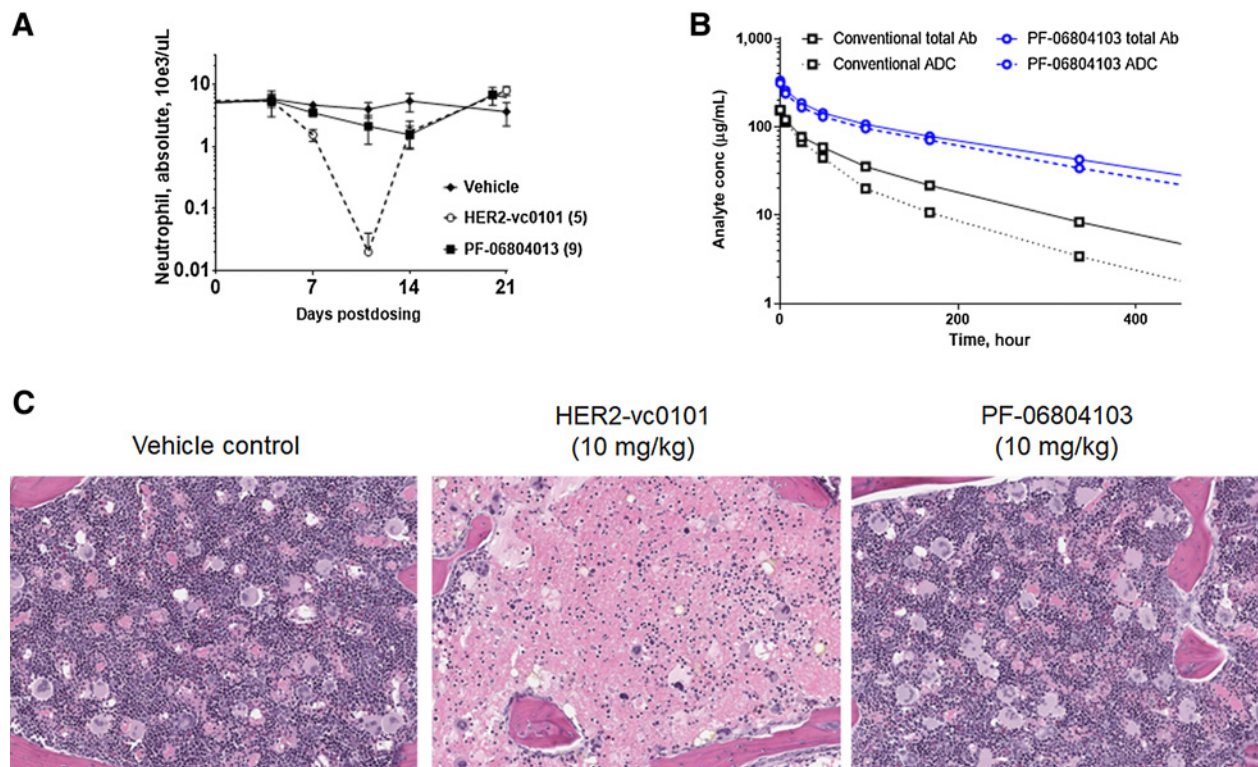 A
Neutrophil, absolute, 10e3/uL
10
1
0.1
0.01
0
7
14
21
Days postdosing
Vehicle
HER2-vc0101 (5)
PF-06804013 (9)
B
Conventional total Ab
PF-06804103 total Ab
Conventional ADC
PF-06804103 ADC
Analyte conc (µg/mL)
1,000
100
10
1
0
200
400
Time, hour
C
Vehicle control
HER2-vc0101
(10 mg/kg)
PF-06804103
(10 mg/kg)